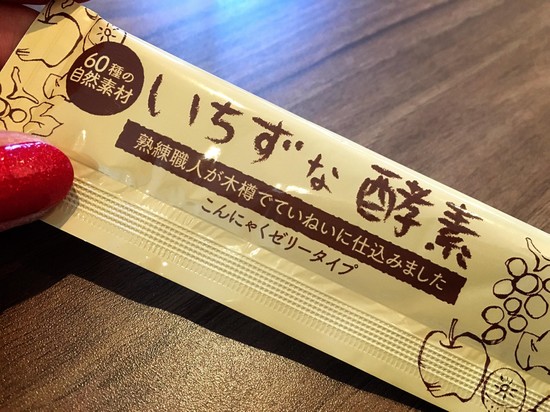 60種の
自然素材
いちずな酵素
熟練職人が木樽でていねいに仕込みました
こんにゃくゼリータイプ